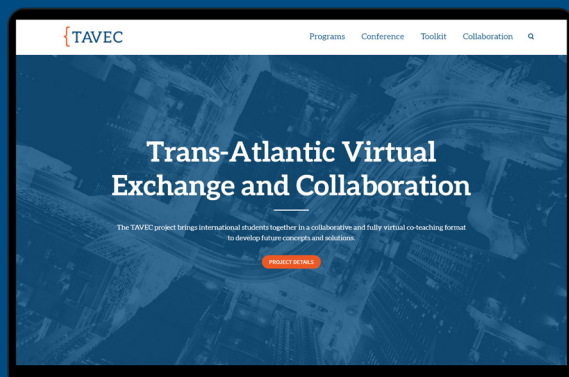 {TAVEC
Programs Conference Toolkit Collaboration
Trans-Atlantic Virtual
Exchange and Collaboration
The TAVEC project brings international students together in a collaborative and fully virtual co-teaching format
to develop future concepts and solutions.
PROJECT DETAILS